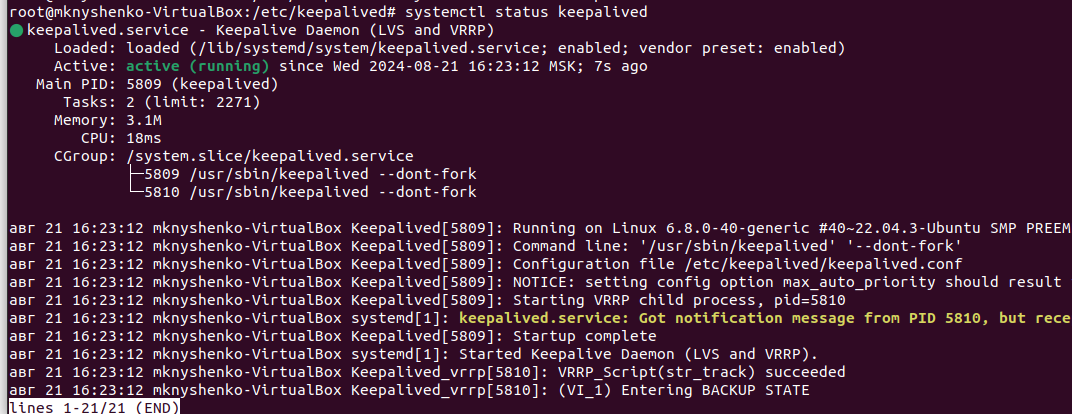 root@mknyshenko-VirtualBox:/etc/keepalived# systemctl status keepalived
● keepalived.service - Keepalive Daemon (LVS and VRRP)
     Loaded: loaded (/lib/systemd/system/keepalived.service; enabled; vendor preset: enabled)
     Active: active (running) since Wed 2024-08-21 16:23:12 MSK; 7s ago
   Main PID: 5809 (keepalived)
      Tasks: 2 (limit: 2271)
     Memory: 3.1M
        CPU: 18ms
     CGroup: /system.slice/keepalived.service
             ├─5809 /usr/sbin/keepalived --dont-fork
             └─5810 /usr/sbin/keepalived --dont-fork
авг 21 16:23:12 mknyshenko-VirtualBox Keepalived[5809]: Running on Linux 6.8.0-40-generic #40~22.04.3-Ubuntu SMP PREEM
авг 21 16:23:12 mknyshenko-VirtualBox Keepalived[5809]: Command line: '/usr/sbin/keepalived' '--dont-fork'
авг 21 16:23:12 mknyshenko-VirtualBox Keepalived[5809]: Configuration file /etc/keepalived/keepalived.conf
авг 21 16:23:12 mknyshenko-VirtualBox Keepalived[5809]: NOTICE: setting config option max_auto_priority should result
авг 21 16:23:12 mknyshenko-VirtualBox Keepalived[5809]: Starting VRRP child process, pid=5810
авг 21 16:23:12 mknyshenko-VirtualBox systemd[1]: keepalived.service: Got notification message from PID 5810, but rece
авг 21 16:23:12 mknyshenko-VirtualBox Keepalived[5809]: Startup complete
авг 21 16:23:12 mknyshenko-VirtualBox systemd[1]: Started Keepalive Daemon (LVS and VRRP).
авг 21 16:23:12 mknyshenko-VirtualBox Keepalived_vrrp[5810]: VRRP_Script(str_track) succeeded
авг 21 16:23:12 mknyshenko-VirtualBox Keepalived_vrrp[5810]: (VI_1) Entering BACKUP STATE
lines 1-21/21 (END)